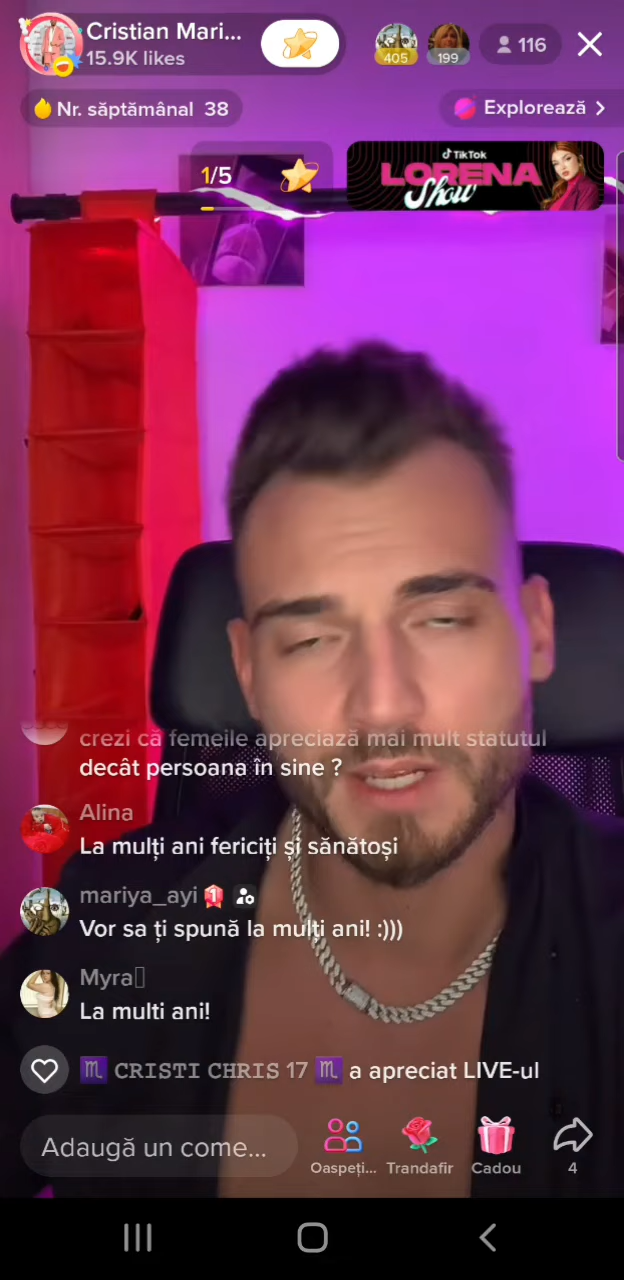 Cristian Mari...
15.9K likes
405
199
116
Nr. săptămânal 38
Explorează
1/5
TikTok
LORENA
Show
crezi că femeile apreciază mai mult statutul
decât persoana în sine ?
Alina
La mulți ani fericiți și sănătoși
mariya_ayi 1
Vor sa ți spună la mulți ani! :)))
Myra
La multi ani!
♏ CRISTI CHRIS 17 ♏ a apreciat LIVE-ul
Adaugă un come...
Oaspeți...
Trandafir
Cadou
4